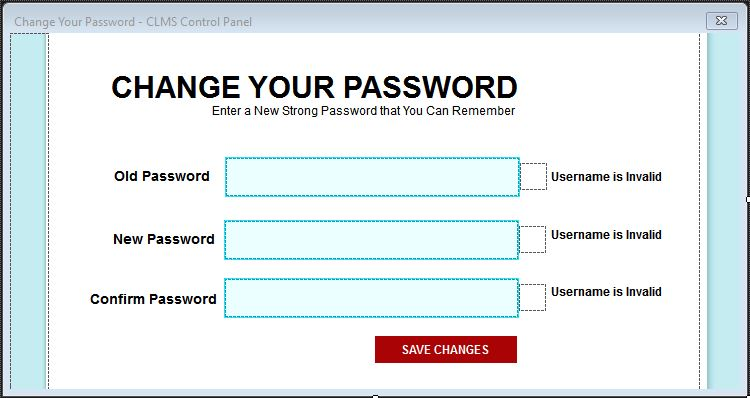 Change Your Password - CLMS Control Panel
CHANGE YOUR PASSWORD
Enter a New Strong Password that You Can Remember
Old Password
Username is Invalid
New Password
Username is Invalid
Confirm Password
Username is Invalid
SAVE CHANGES